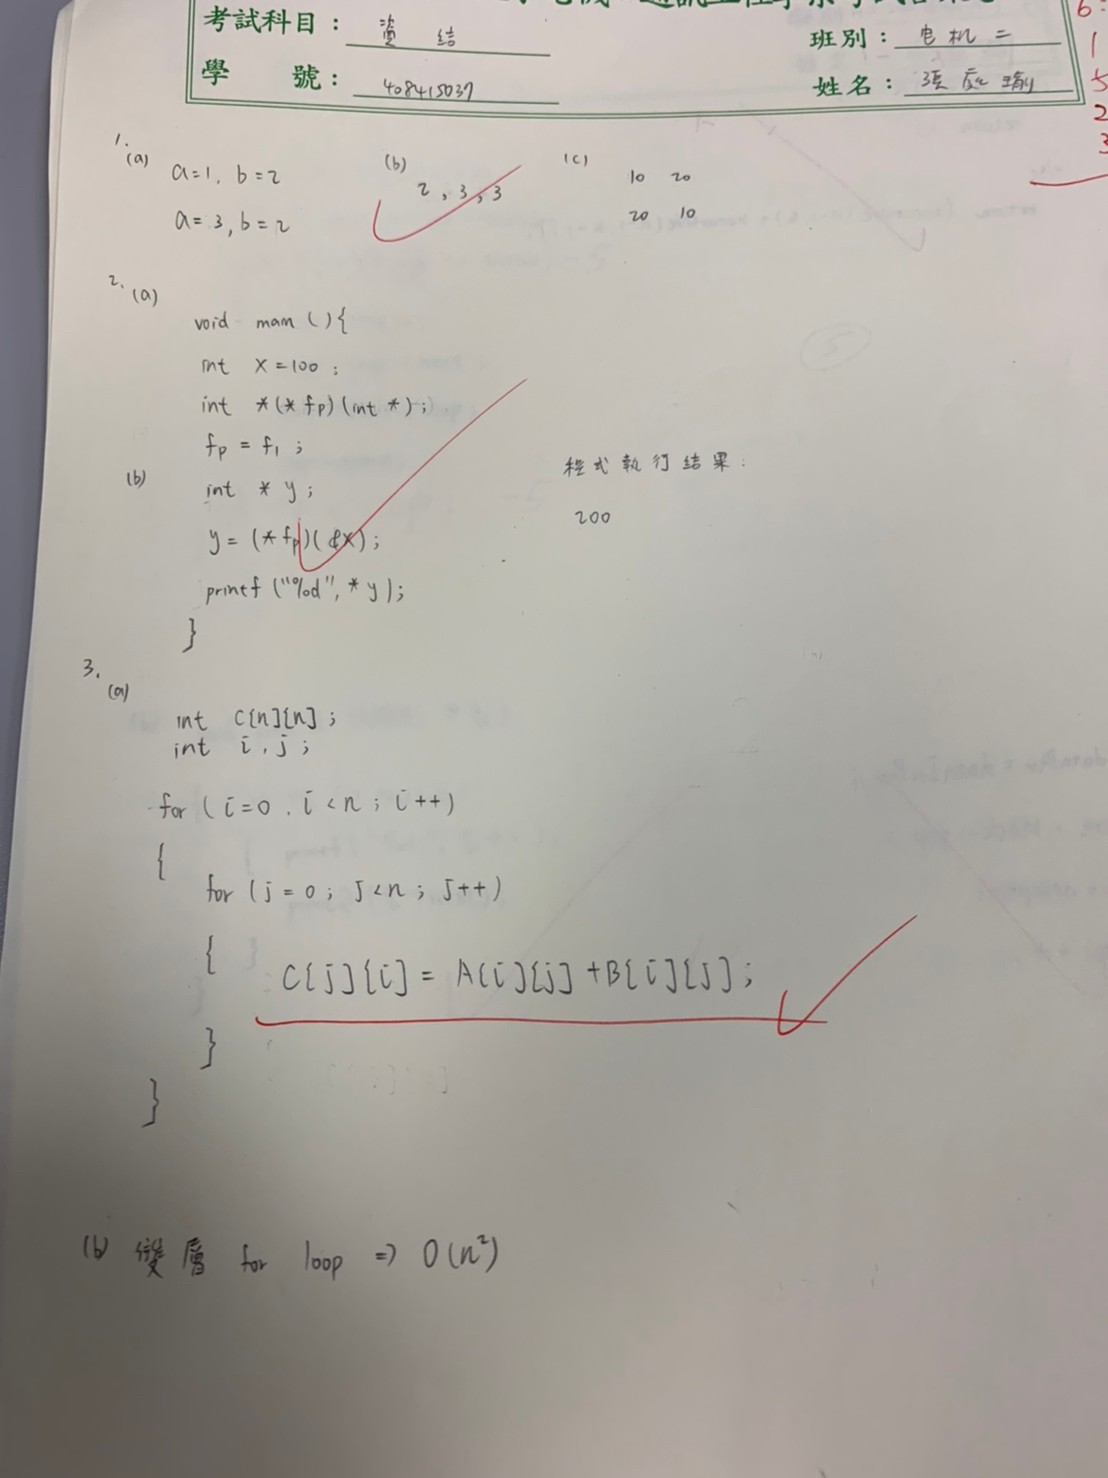 考試科目： 資 結
班別： 电机二
學 號： 408415037
姓名： 張庭瑜
6:
1
5
2
3
1.
(a) a=1, b=2
a=3, b=2
(b) 2, 3, 3
(c) 10 20
20 10
2.
(a)
void main (){
int x=100 ;
int *(* fp)(int *);
fp = f1 ;
(b) int * y ;
y = (* fp)(&x);
printf ("%d", * y);
}
程式執行結果：
200
3.
(a)
int C[n][n] ;
int i, j ;
for ( i=0 , i<n ; i++)
{
for (j = 0 ; j<n ; j++)
{
C[j][i] = A[i][j] +B[i][j];
}
}
(b) 雙層 for loop => O(n²)